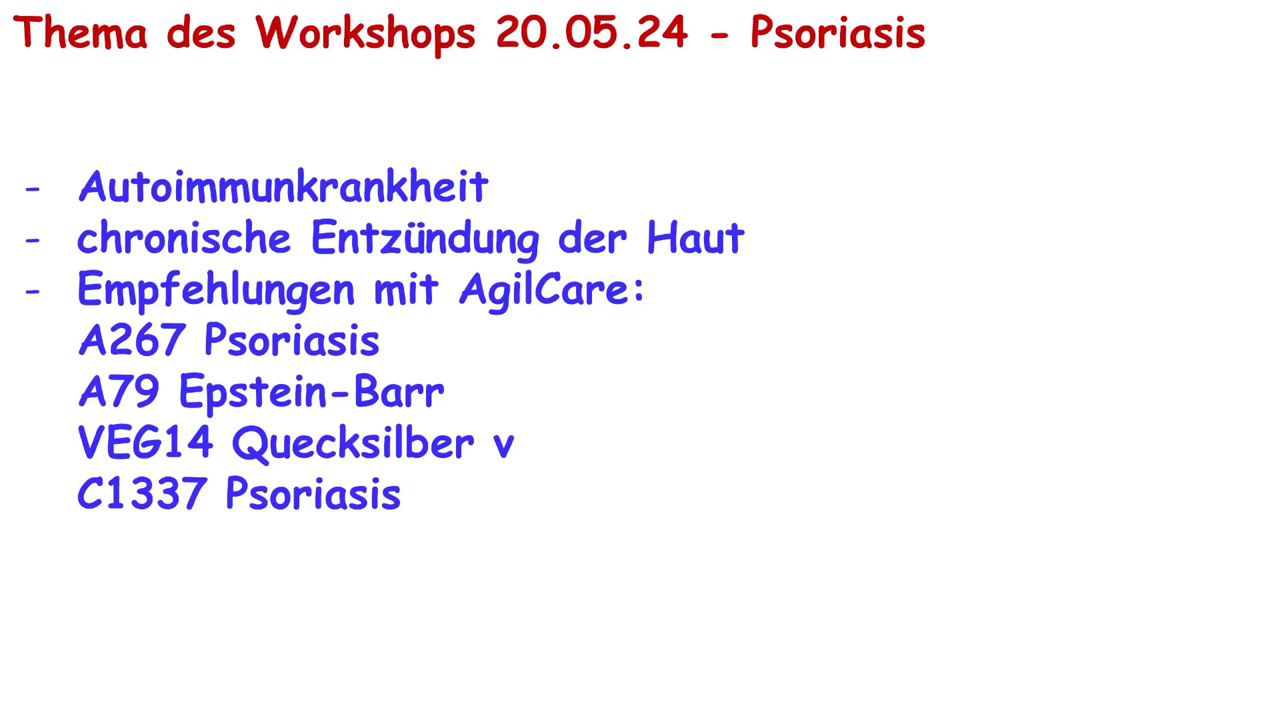 Thema des Workshops 20.05.24 - Psoriasis
- Autoimmunkrankheit
- chronische Entzündung der Haut
- Empfehlungen mit AgilCare:
A267 Psoriasis
A79 Epstein-Barr
VEG14 Quecksilber v
C1337 Psoriasis